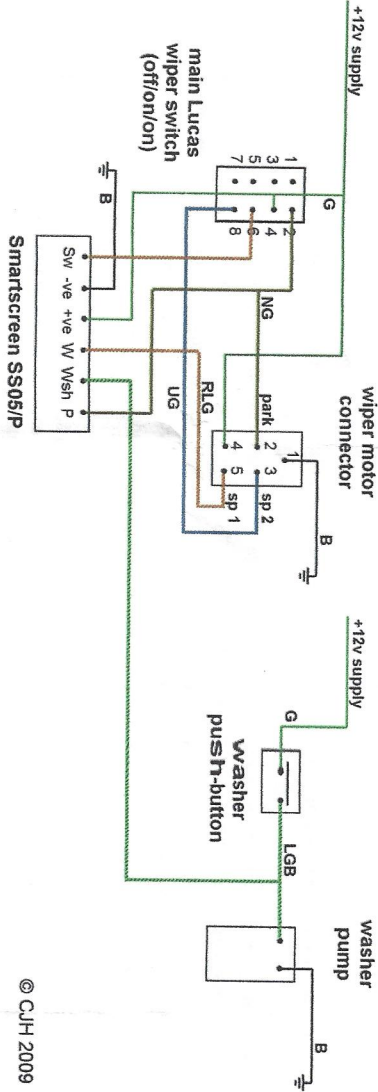 +12v supply
main Lucas
wiper switch
(off/on/on)
1
3
5
7
2
4
6
8
G
B
NG
UG
RLG
wiper motor
connector
park
1
2
3
4
5
sp 2
sp 1
B
Smartscreen SS05/P
Sw -ve +ve W Wsh P
+12v supply
G
washer
push-button
LGB
washer
pump
B
© CJH 2009